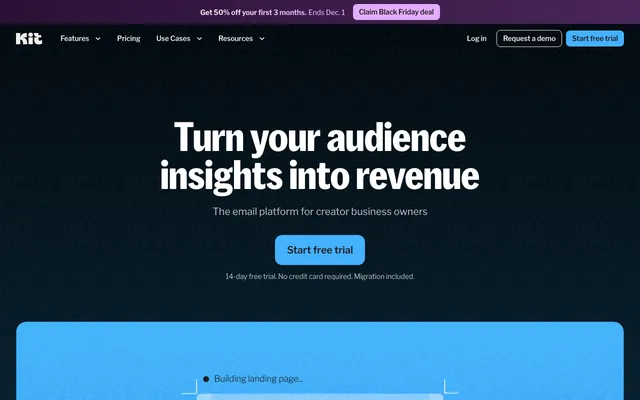 Get 50% off your first 3 months. Ends Dec. 1 Claim Black Friday deal
Kit Features Pricing Use Cases Resources Log in Request a demo Start free trial
Turn your audience
insights into revenue
The email platform for creator business owners
Start free trial
14-day free trial. No credit card required. Migration included.
Building landing page...